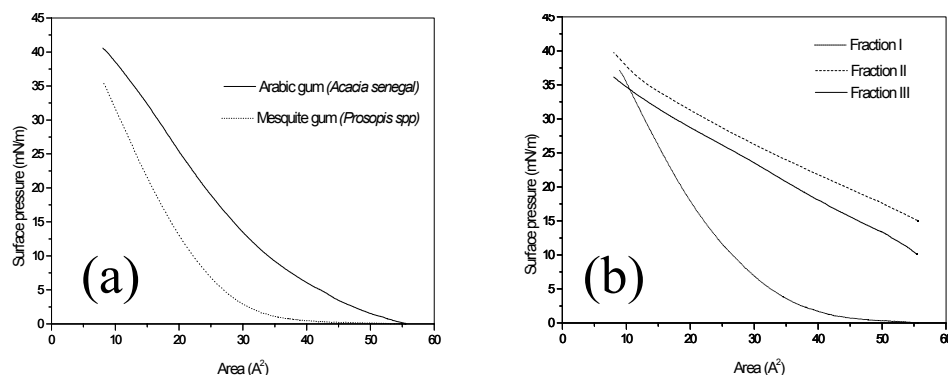 45
40
35
30
25
20
15
10
5
0
0 10 20 30 40 50 60
Surface pressure (mN/m)
Area (A²)
Arabic gum (Acacia senegal)
Mesquite gum (Prosopis spp)
(a)
45
40
35
30
25
20
15
10
5
0
0 10 20 30 40 50 60
Surface pressure (mN/m)
Area (A²)
Fraction I
Fraction II
Fraction III
(b)